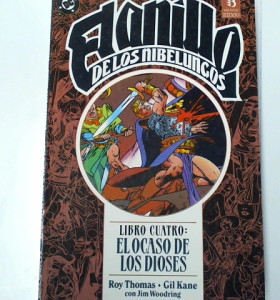 El anillo
DE LOS NIBELUNGOS
LIBRO CUATRO:
EL OCASO DE
LOS DIOSES
Roy Thomas • Gil Kane
con Jim Woodring